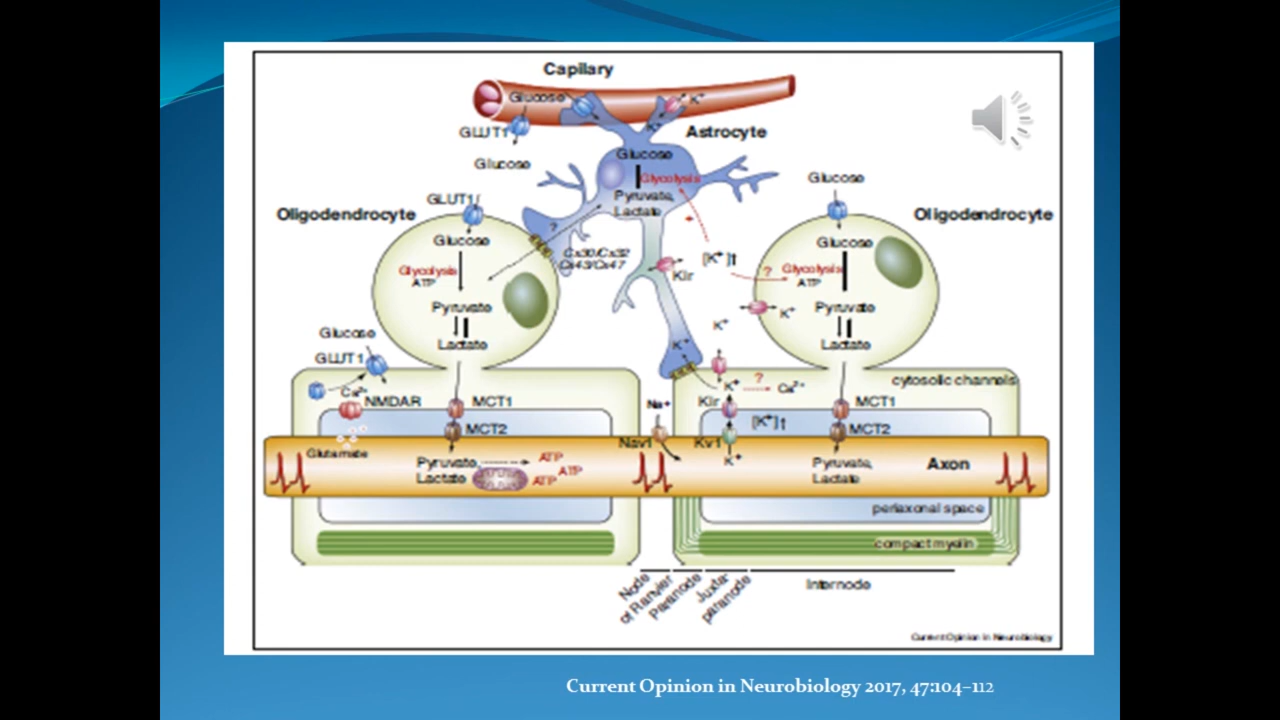 Capilary
Glucose
K⁺
GLUT1
K⁺
Astrocyte
Glucose
Glucose
Glycolysis
Pyruvate,
Lactate
Glucose
GLUT1
Oligodendrocyte
Oligodendrocyte
?
Glucose
Glucose
Cx30/Cx32
Cx43/Cx47
+
[K⁺]↑
Kir
?
Glycolysis
ATP
Glycolysis
ATP
Pyruvate
Pyruvate
K⁺
K⁺
Glucose
Lactate
Lactate
K⁺
GLUT1
Ca²⁺
K⁺
?
Ca²⁺
cytosolic channels
NMDAR
MCT1
Na⁺
Kir
MCT1
[K⁺]↑
MCT2
MCT2
Nav1
Kv1
Glutamate
Pyruvate,
Lactate
ATP
ATP
ATP
K⁺
Pyruvate,
Lactate
Axon
periaxonal space
compact myelin
Node
of Ranvier
Paranode
Juxta-
paranode
Internode
Current Opinion in Neurobiology
Current Opinion in Neurobiology 2017, 47:104–112